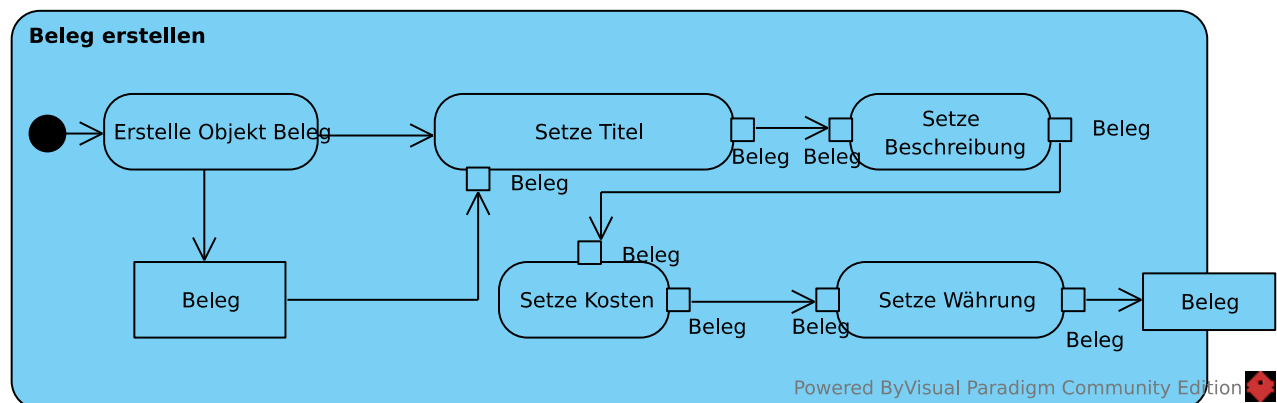 Beleg erstellen
Erstelle Objekt Beleg
Setze Titel
Setze
Beschreibung
Beleg
Beleg
Beleg
Beleg
Beleg
Beleg
Setze Kosten
Setze Währung
Beleg
Beleg
Beleg
Beleg
Beleg
Powered ByVisual Paradigm Community Edition